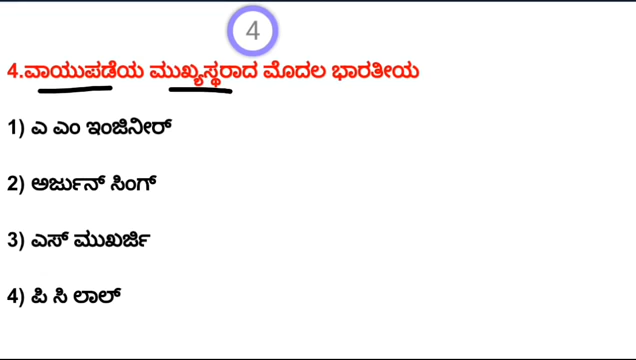 4
4.ವಾಯುಪಡೆಯ ಮುಖ್ಯಸ್ಥರಾದ ಮೊದಲ ಭಾರತೀಯ
1) ಎ ಎಂ ಇಂಜಿನೀರ್
2) ಅರ್ಜುನ್ ಸಿಂಗ್
3) ಎಸ್ ಮುಖರ್ಜಿ
4) ಪಿ ಸಿ ಲಾಲ್